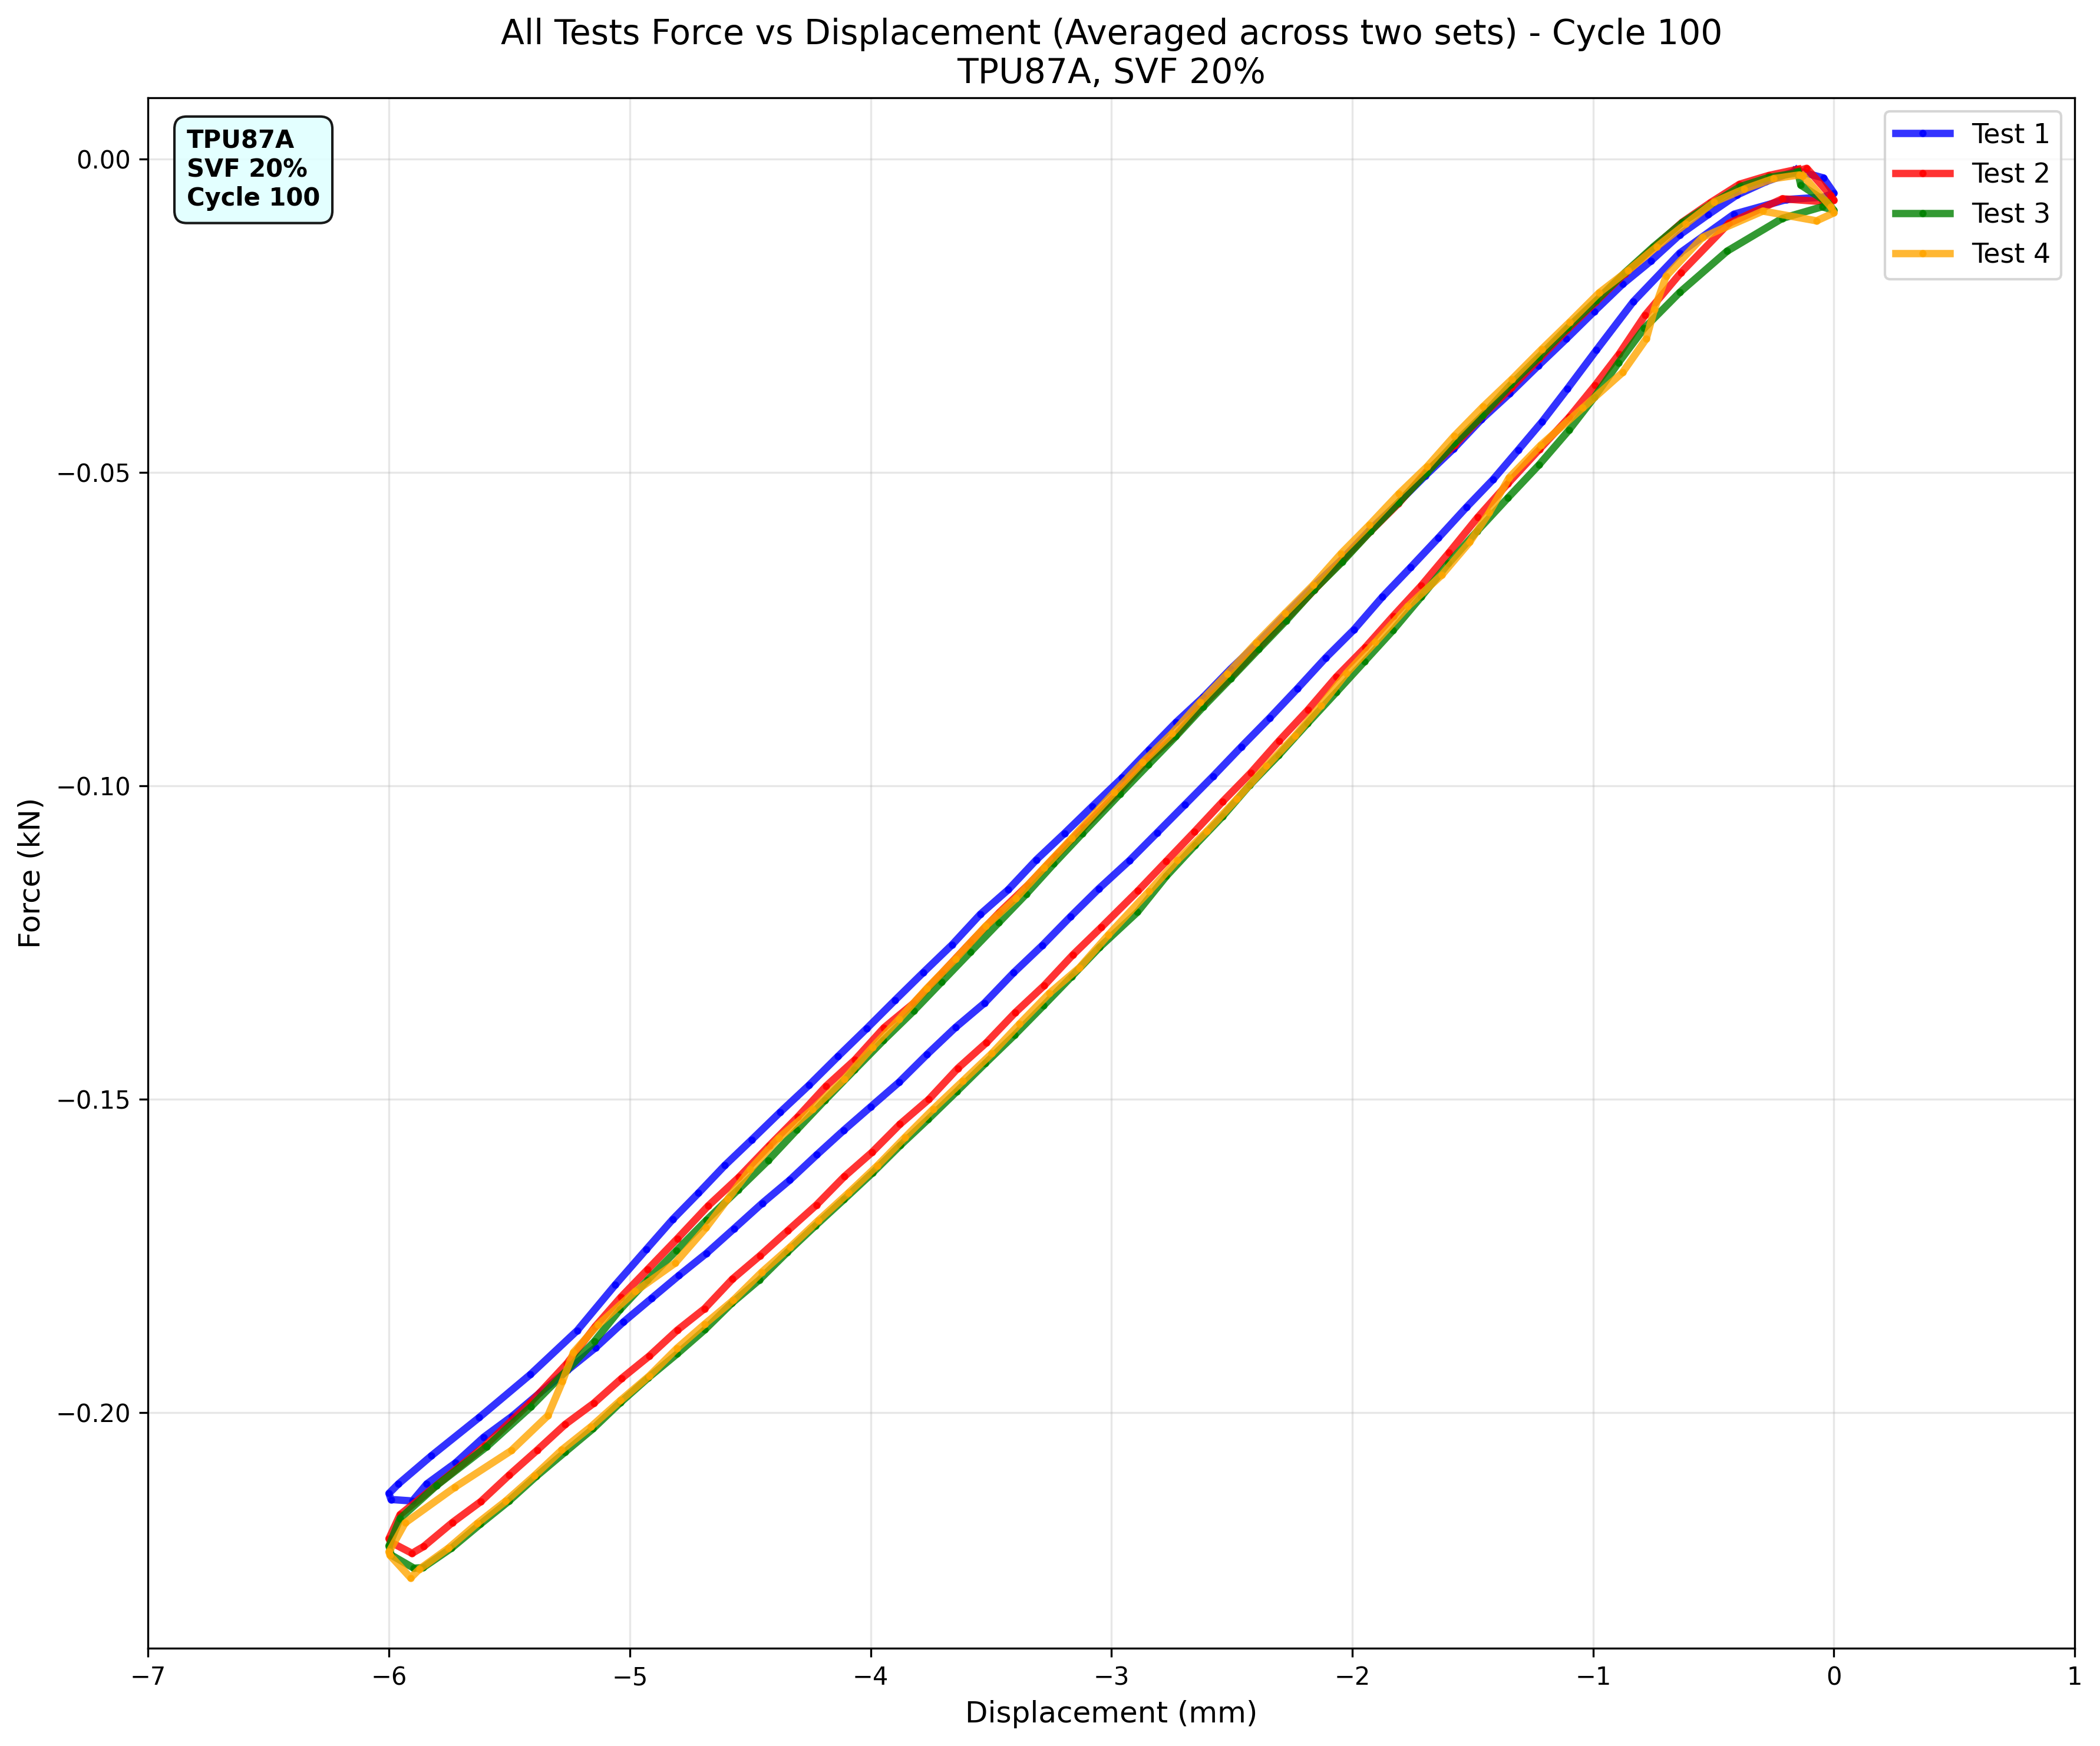 All Tests Force vs Displacement (Averaged across two sets) - Cycle 100
TPU87A, SVF 20%
TPU87A
SVF 20%
Cycle 100
Test 1
Test 2
Test 3
Test 4
0.00
−0.05
−0.10
−0.15
−0.20
Force (kN)
−7
−6
−5
−4
−3
−2
−1
0
1
Displacement (mm)